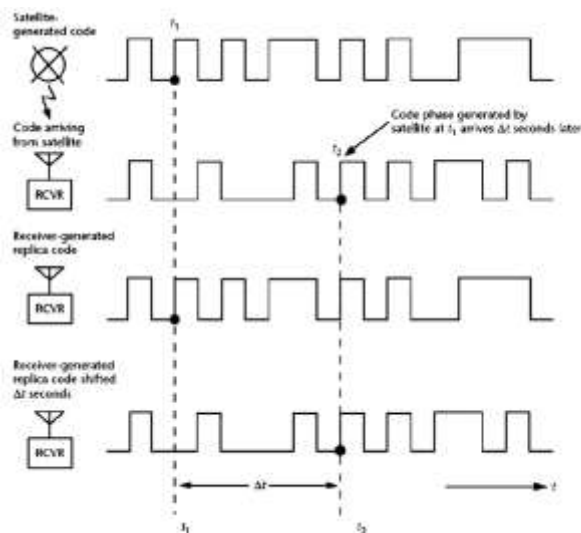 Satellite-
generated code
t1
Code phase generated by
satellite at t1 arrives Δt seconds later
Code arriving
from satellite
t2
RCVR
Receiver-generated
replica code
RCVR
Receiver-generated
replica code shifted
Δt seconds
RCVR
Δt
t
t1
t2